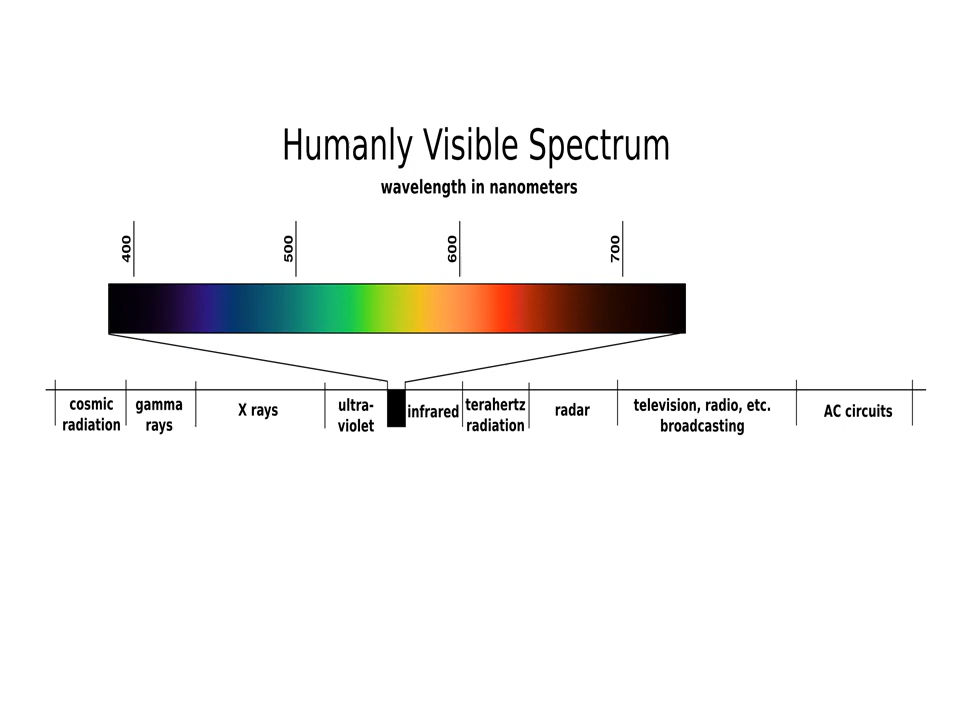 Humanly Visible Spectrum
wavelength in nanometers
400
500
600
700
cosmic
radiation
gamma
rays
X rays
ultra-
violet
infrared
terahertz
radiation
radar
television, radio, etc.
broadcasting
AC circuits